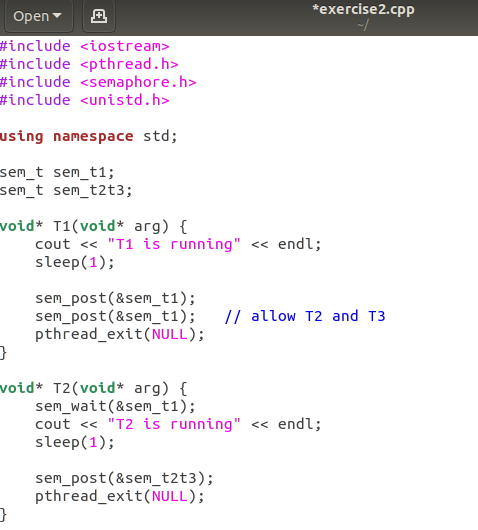 Open
*exercise2.cpp
~/
#include <iostream>
#include <pthread.h>
#include <semaphore.h>
#include <unistd.h>
using namespace std;
sem_t sem_t1;
sem_t sem_t2t3;
void* T1(void* arg) {
    cout << "T1 is running" << endl;
    sleep(1);
    sem_post(&sem_t1);
    sem_post(&sem_t1);   // allow T2 and T3
    pthread_exit(NULL);
}
void* T2(void* arg) {
    sem_wait(&sem_t1);
    cout << "T2 is running" << endl;
    sleep(1);
    sem_post(&sem_t2t3);
    pthread_exit(NULL);
}